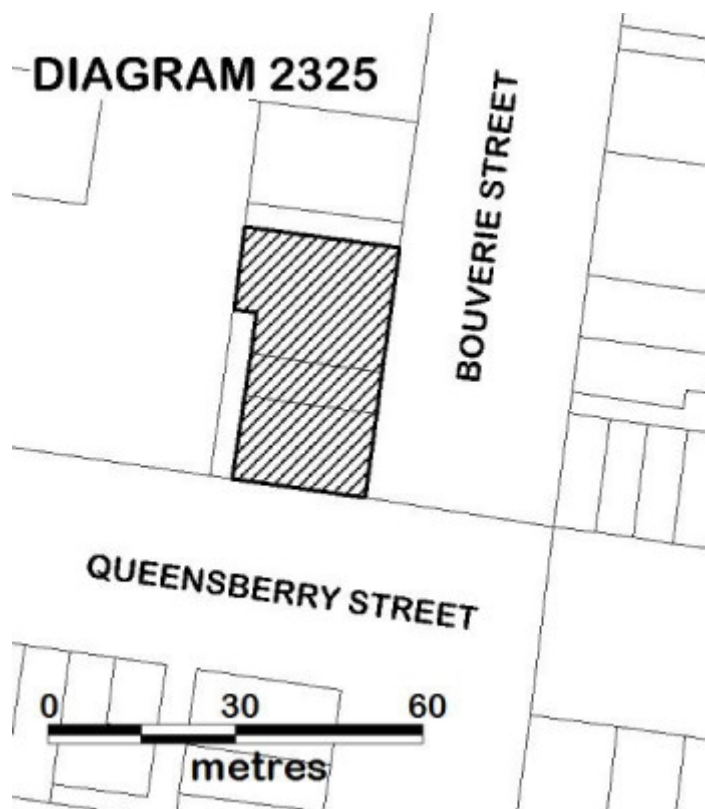 DIAGRAM 2325
BOUVERIE STREET
QUEENSBERRY STREET
0 30 60
metres